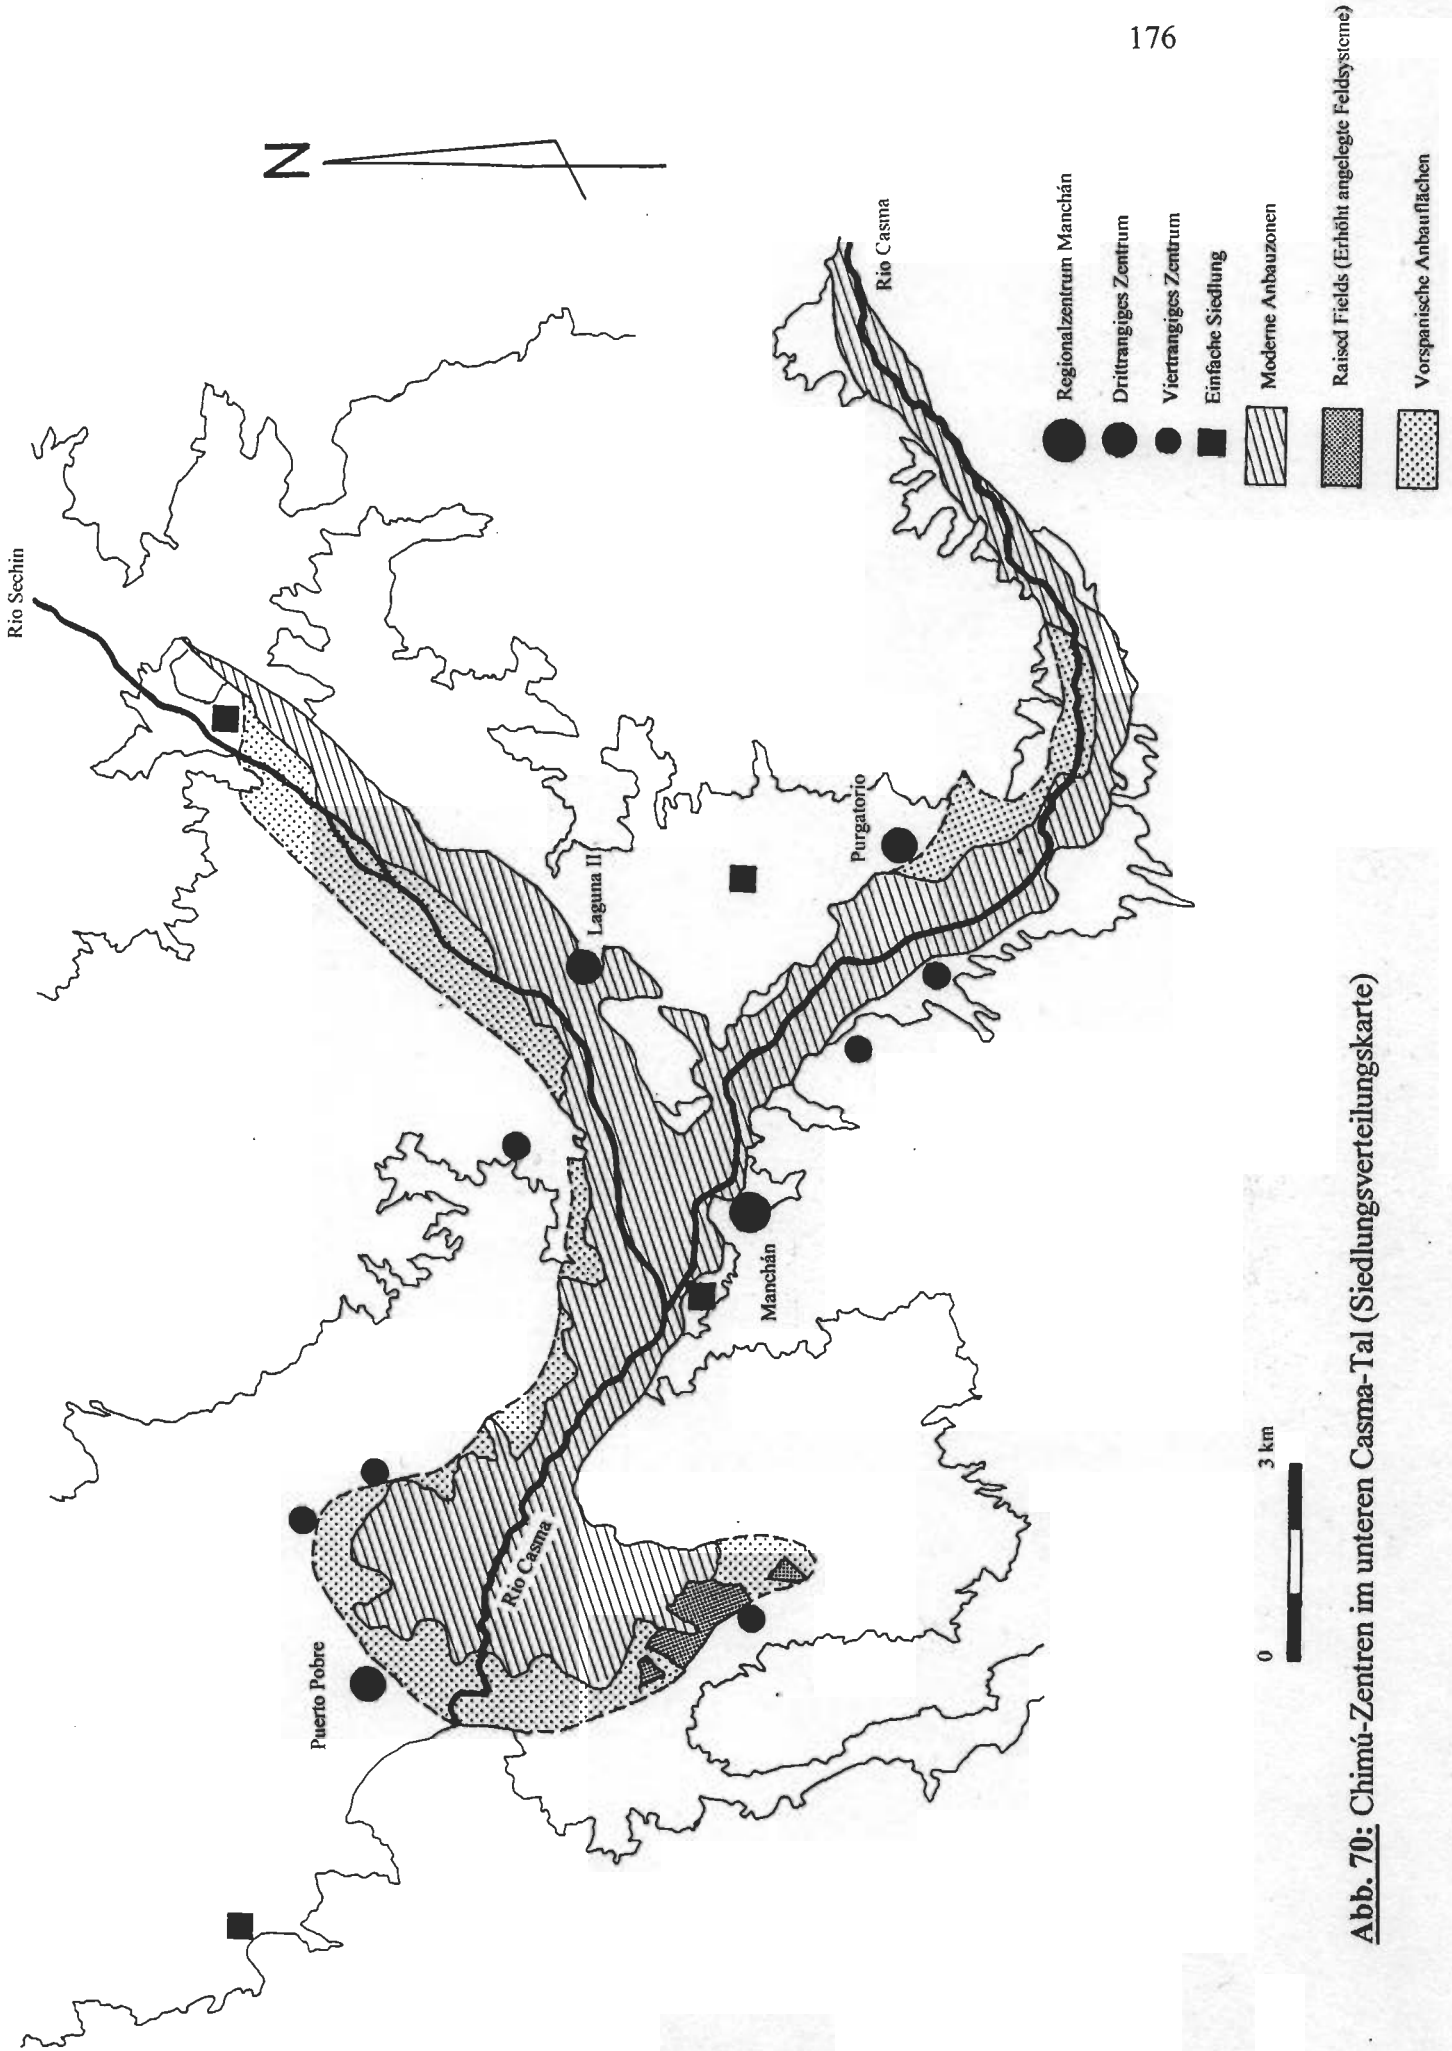 176
N
Rio Sechin
Rio Casma
Laguna II
Purgatorio
Puerto Pobre
Rio Casma
Manchán
Regionalzentrum Manchán
Drittrangiges Zentrum
Viertrangiges Zentrum
Einfache Siedlung
Moderne Anbauzonen
Raised Fields (Erhöht angelegte Feldsysteme)
Vorspanische Anbauflächen
0 3 km
Abb. 70: Chimú-Zentren im unteren Casma-Tal (Siedlungsverteilungskarte)